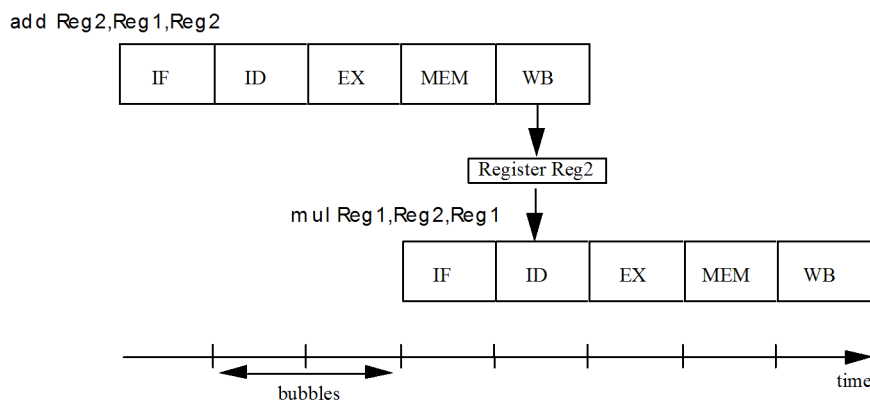 add Reg2,Reg1,Reg2
IF ID EX MEM WB
Register Reg2
mul Reg1,Reg2,Reg1
IF ID EX MEM WB
time
bubbles